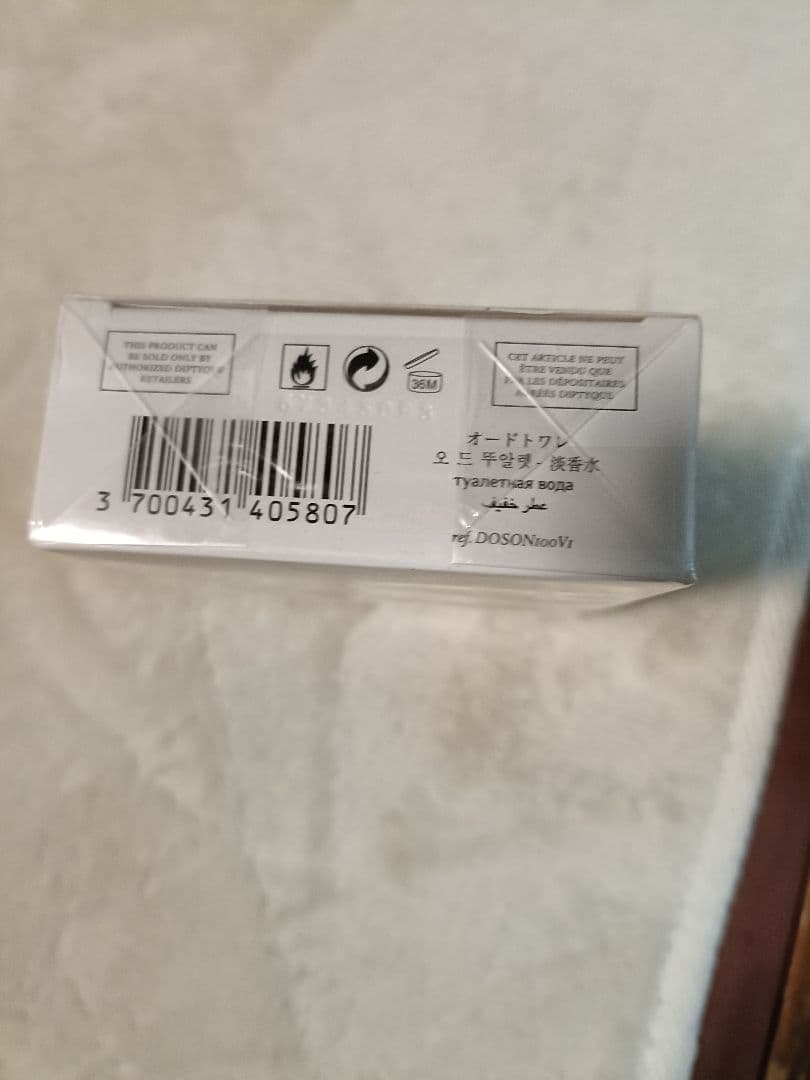 THIS PRODUCT CAN
BE SOLD ONLY BY
AUTHORIZED DIPTYQUE
RETAILERS
36M
CET ARTICLE NE PEUT
ÊTRE VENDU QUE
PAR LES DÉPOSITAIRES
AGRÉÉS DIPTYQUE
3 700431 405807
オードトワレ
오 드 뚜알렛 - 淡香水
туалетная вода
عطر خفيف
ref. DOSON100V1